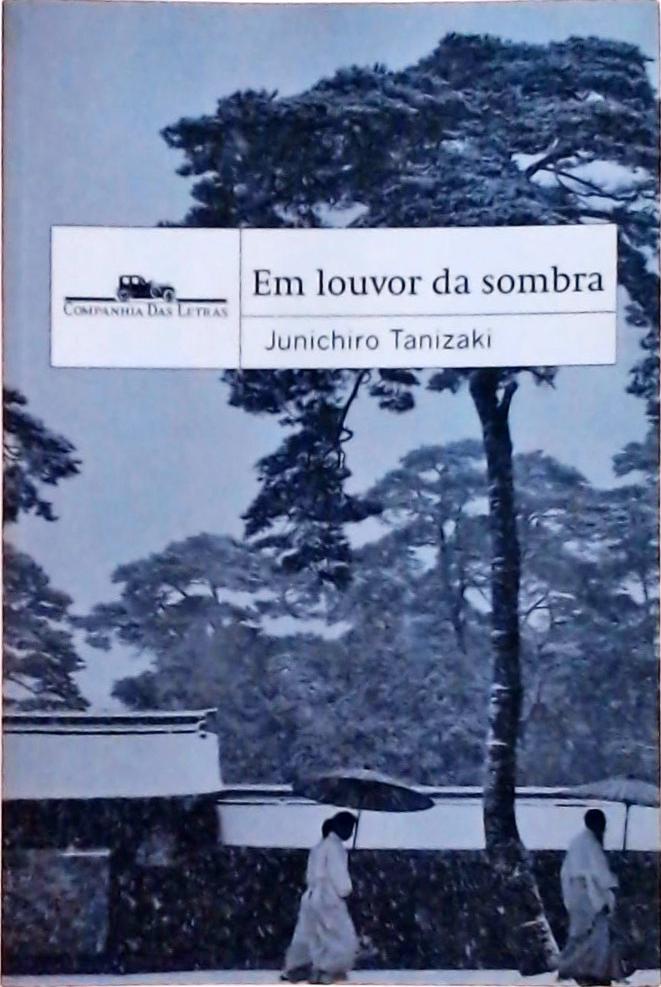 Em louvor da sombra
COMPANHIA DAS LETRAS
Junichiro Tanizaki